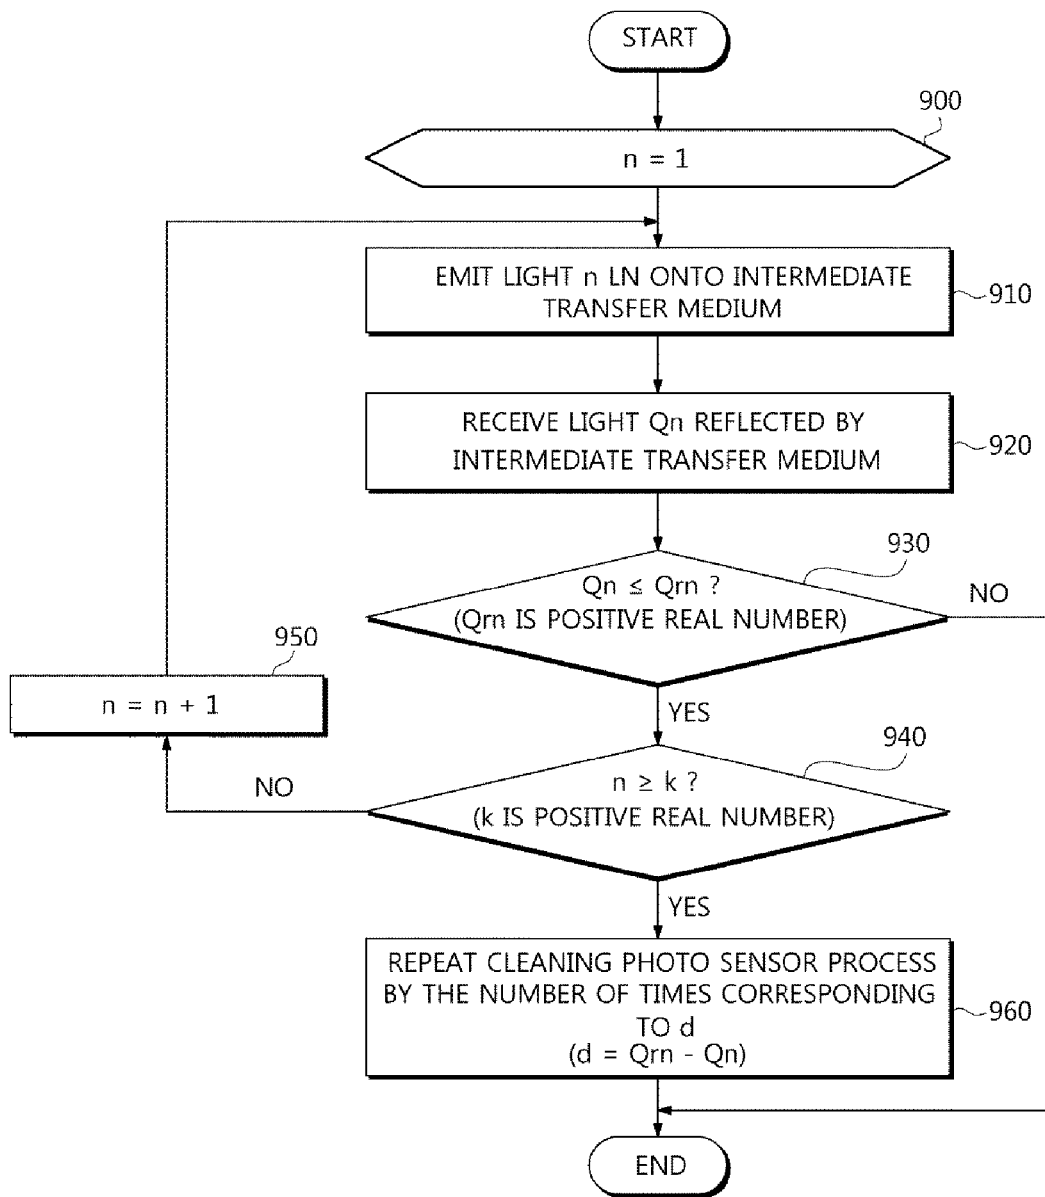 START
900
n = 1
EMIT LIGHT n LN ONTO INTERMEDIATE
TRANSFER MEDIUM
910
RECEIVE LIGHT Qn REFLECTED BY
INTERMEDIATE TRANSFER MEDIUM
920
930
Qn ≤ Qrn ?
(Qrn IS POSITIVE REAL NUMBER)
NO
950
n = n + 1
YES
940
n ≥ k ?
(k IS POSITIVE REAL NUMBER)
NO
YES
REPEAT CLEANING PHOTO SENSOR PROCESS
BY THE NUMBER OF TIMES CORRESPONDING
TO d
(d = Qrn - Qn)
960
END